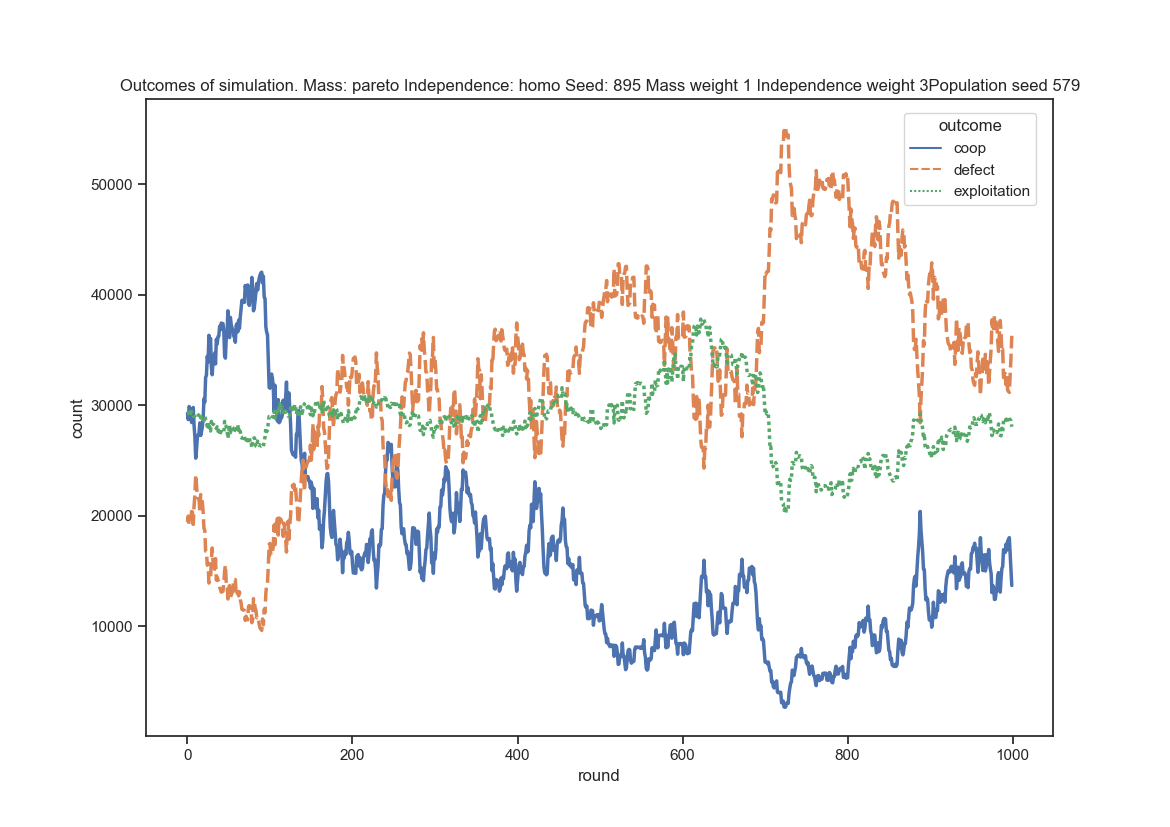 Outcomes of simulation. Mass: pareto Independence: homo Seed: 895 Mass weight 1 Independence weight 3Population seed 579
outcome
coop
defect
exploitation
count
50000
40000
30000
20000
10000
0
200
400
600
800
1000
round